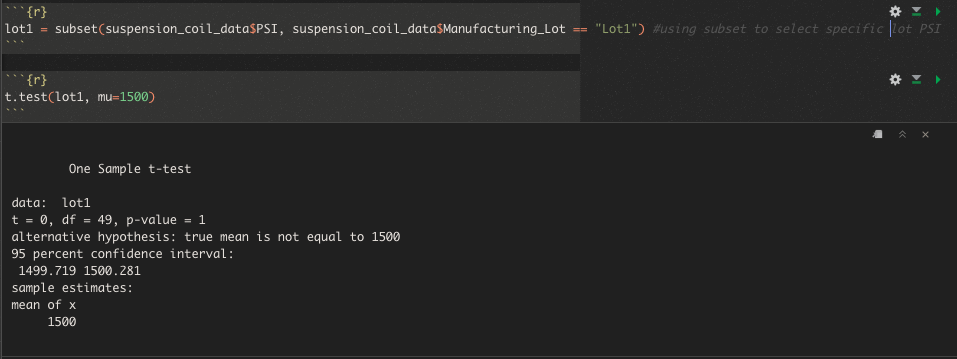 ```{r}
lot1 = subset(suspension_coil_data$PSI, suspension_coil_data$Manufacturing_Lot == "Lot1") #using subset to select specific lot PSI
```
```{r}
t.test(lot1, mu=1500)
```
One Sample t-test
data:  lot1
t = 0, df = 49, p-value = 1
alternative hypothesis: true mean is not equal to 1500
95 percent confidence interval:
 1499.719 1500.281
sample estimates:
mean of x
     1500